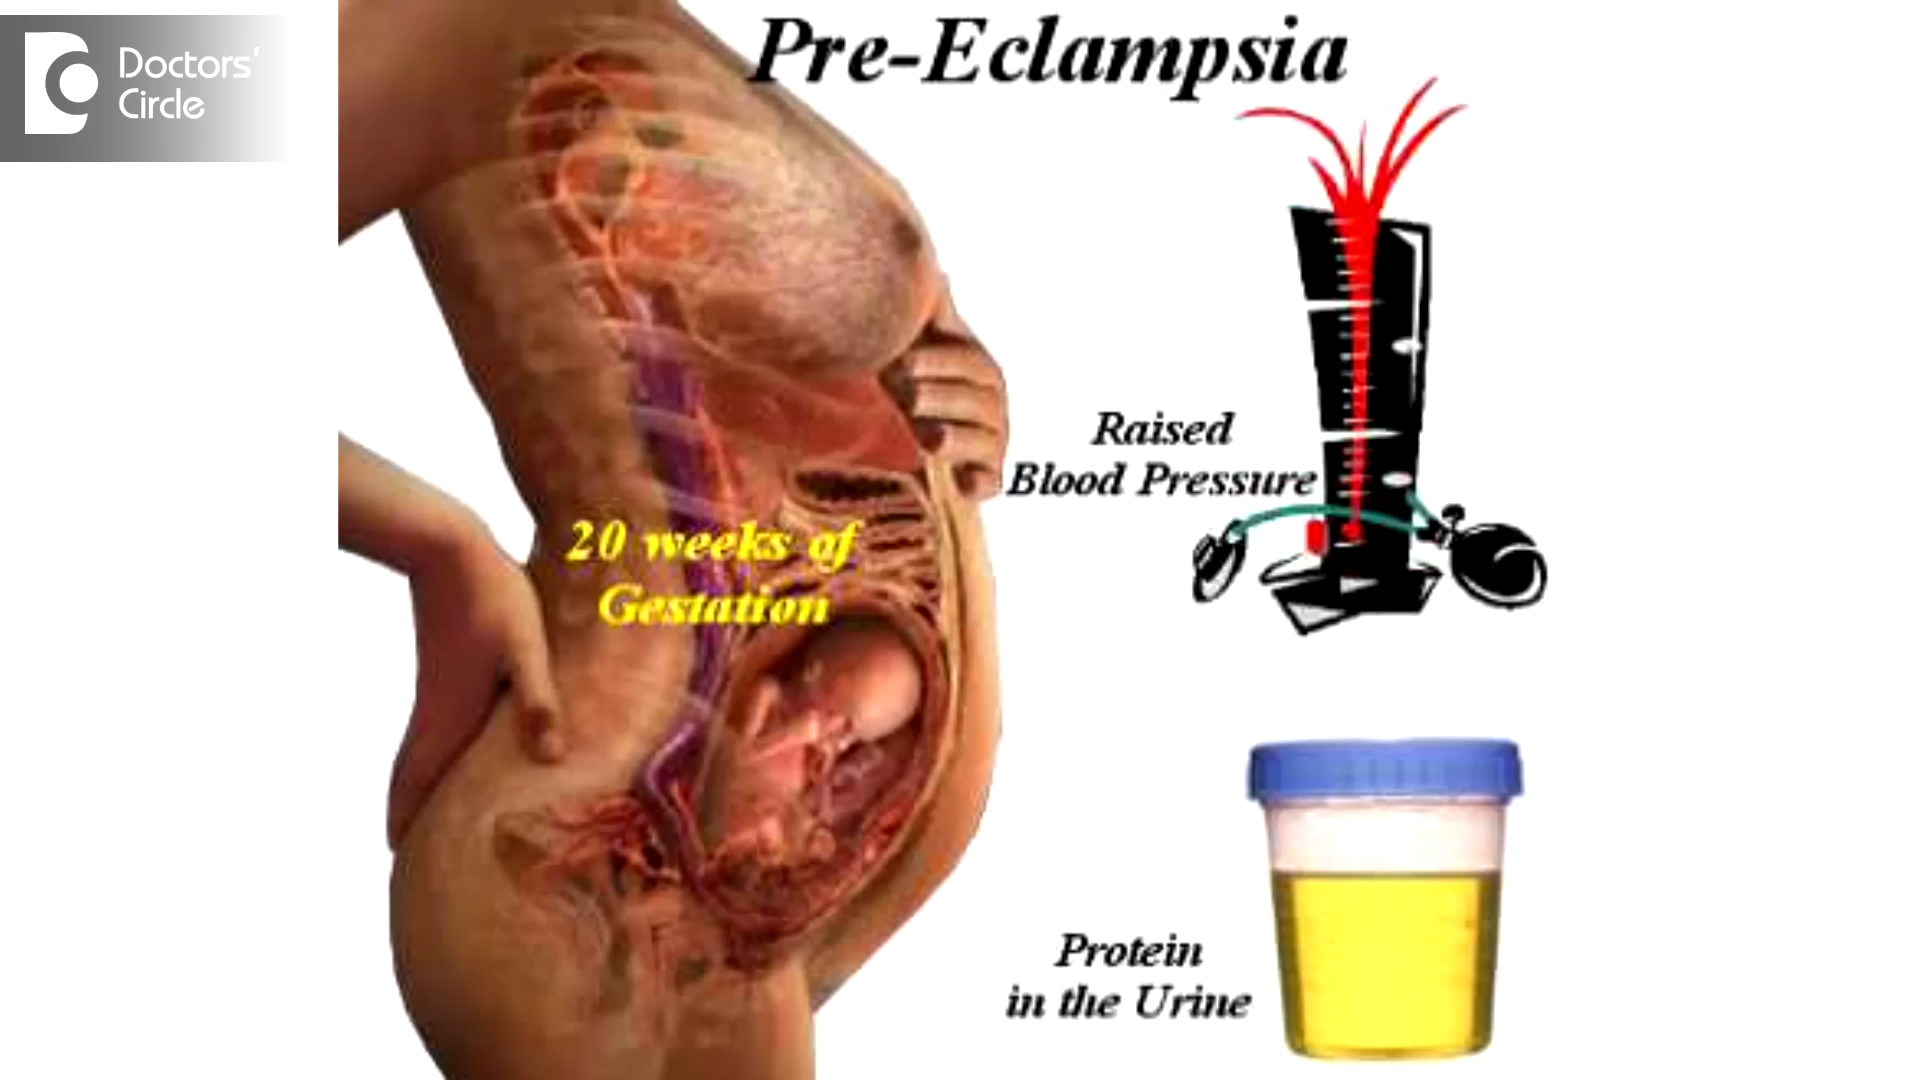 Doctors'
Circle
Pre-Eclampsia
Raised
Blood Pressure
20 weeks of
Gestation
Protein
in the Urine